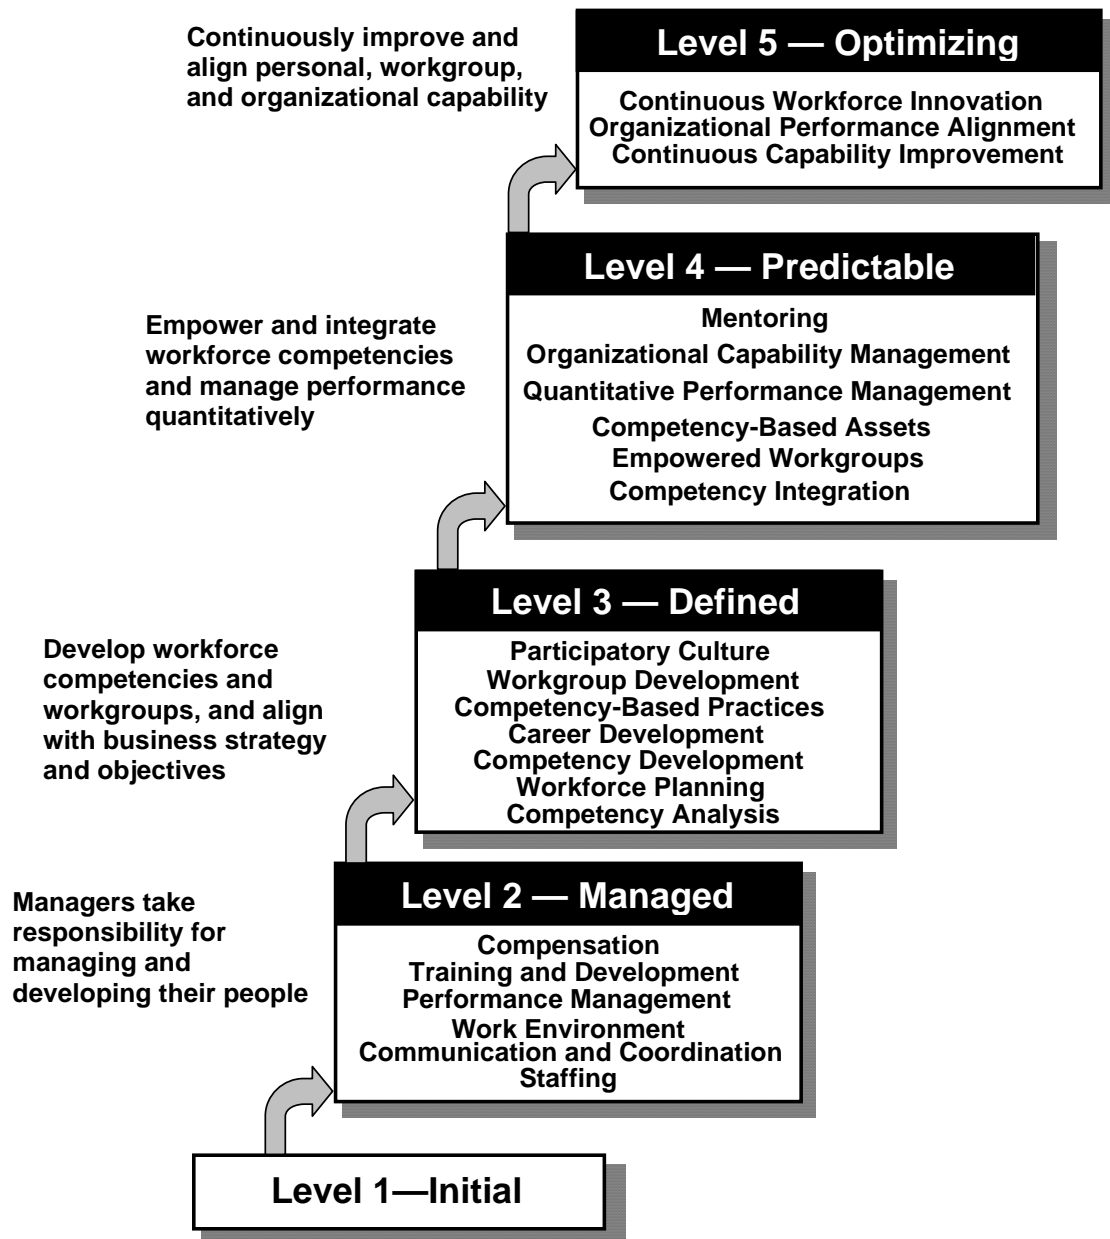 Continuously improve and
align personal, workgroup,
and organizational capability
Level 5 — Optimizing
Continuous Workforce Innovation
Organizational Performance Alignment
Continuous Capability Improvement
Empower and integrate
workforce competencies
and manage performance
quantitatively
Level 4 — Predictable
Mentoring
Organizational Capability Management
Quantitative Performance Management
Competency-Based Assets
Empowered Workgroups
Competency Integration
Develop workforce
competencies and
workgroups, and align
with business strategy
and objectives
Level 3 — Defined
Participatory Culture
Workgroup Development
Competency-Based Practices
Career Development
Competency Development
Workforce Planning
Competency Analysis
Managers take
responsibility for
managing and
developing their people
Level 2 — Managed
Compensation
Training and Development
Performance Management
Work Environment
Communication and Coordination
Staffing
Level 1—Initial